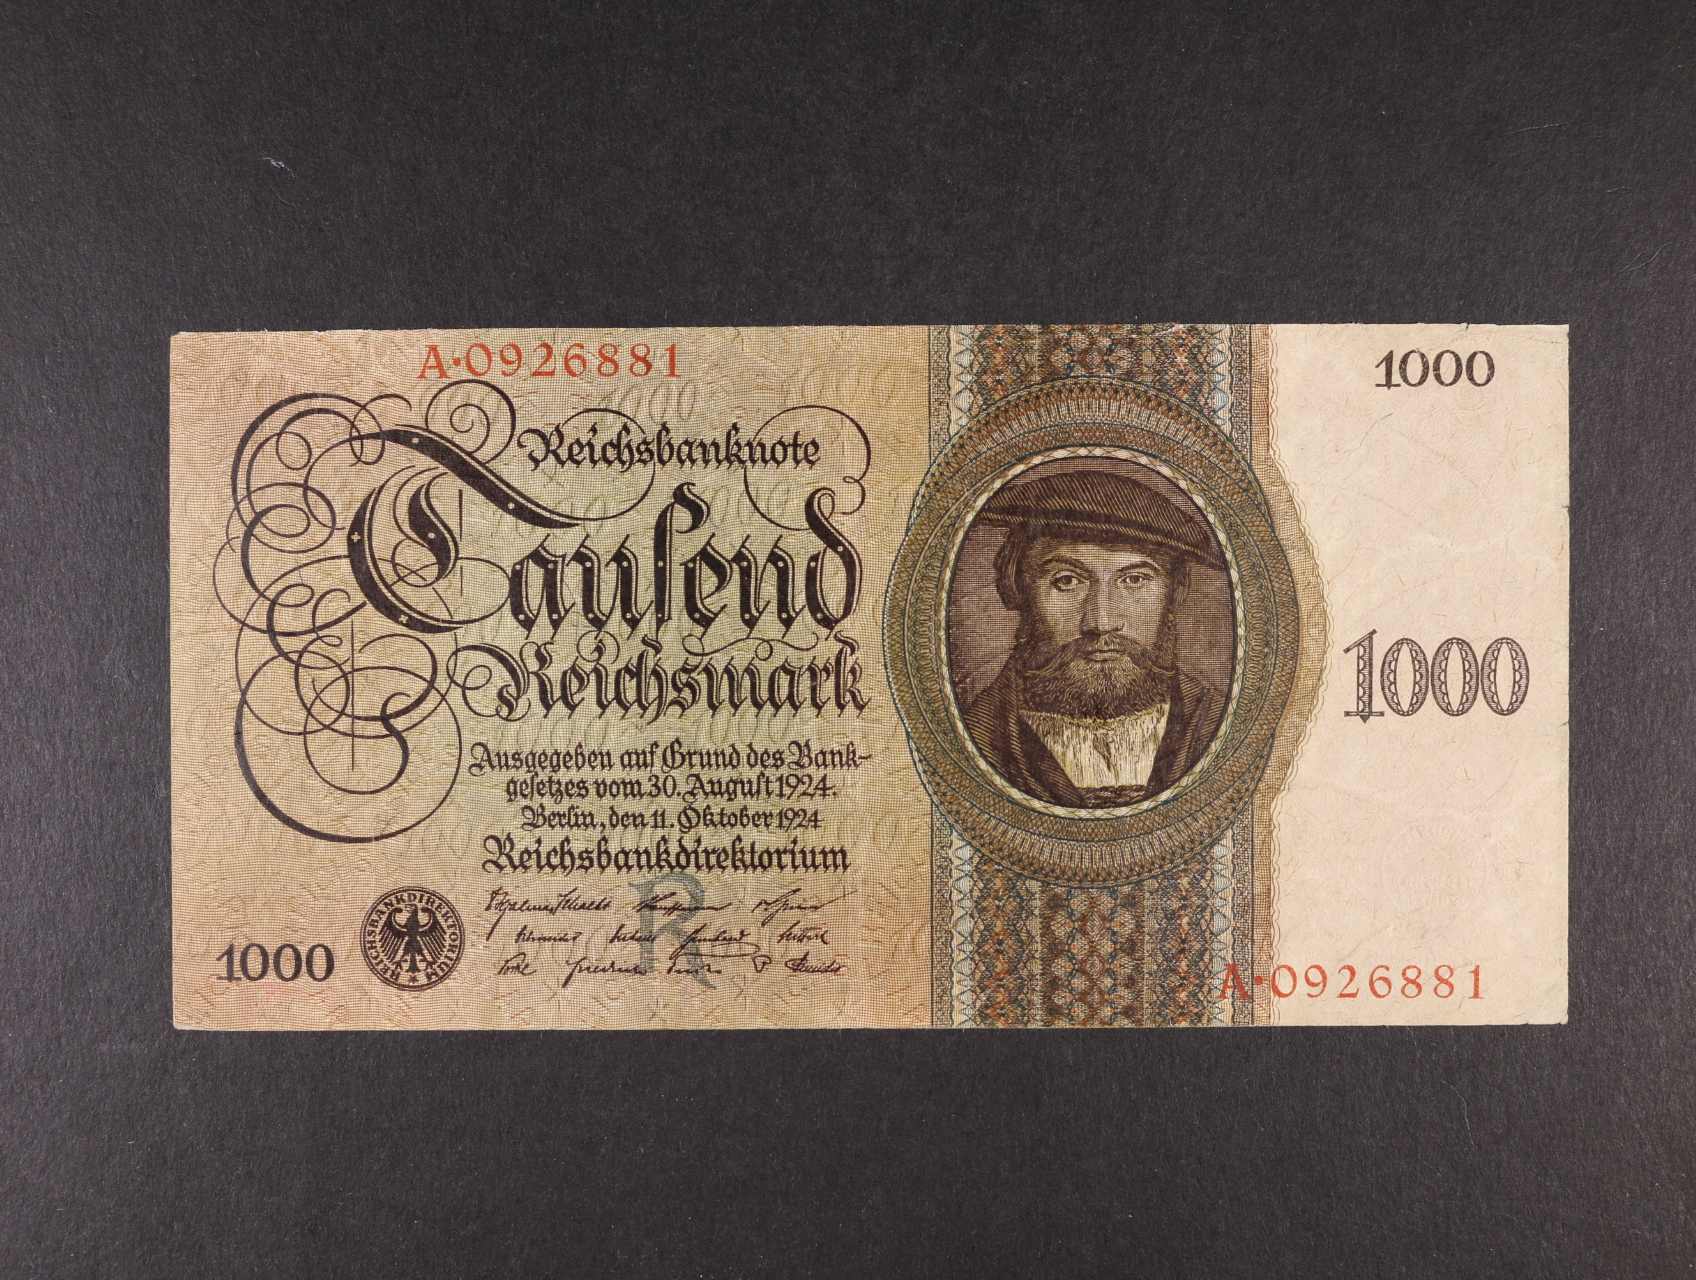 A·0926881
1000
Reichsbanknote
Tausend
Reichsmark
1000
Ausgegeben auf Grund des Bank-
gesetzes vom 30. August 1924.
Berlin, den 11. Oktober 1924
Reichsbankdirektorium
R
REICHSBANKDIREKTORIUM
1000
A·0926881